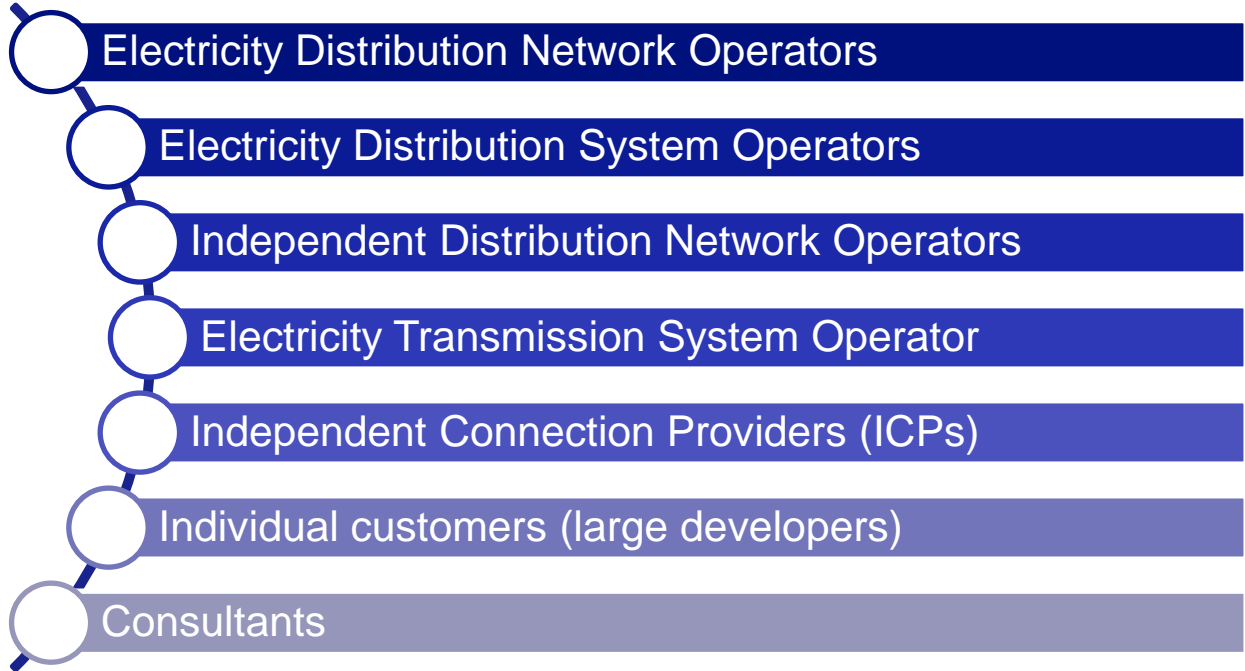 Electricity Distribution Network Operators
Electricity Distribution System Operators
Independent Distribution Network Operators
Electricity Transmission System Operator
Independent Connection Providers (ICPs)
Individual customers (large developers)
Consultants